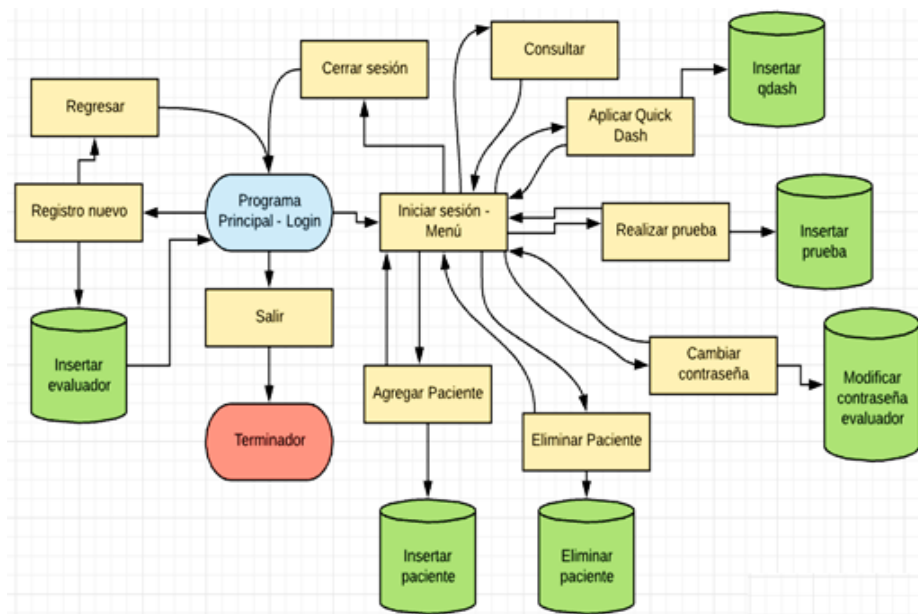 Consultar
Insertar
qdash
Cerrar sesión
Regresar
Aplicar Quick
Dash
Registro nuevo
Programa
Principal - Login
Iniciar sesión -
Menú
Realizar prueba
Insertar
prueba
Salir
Insertar
evaluador
Cambiar
contraseña
Modificar
contraseña
evaluador
Agregar Paciente
Terminador
Eliminar Paciente
Insertar
paciente
Eliminar
paciente